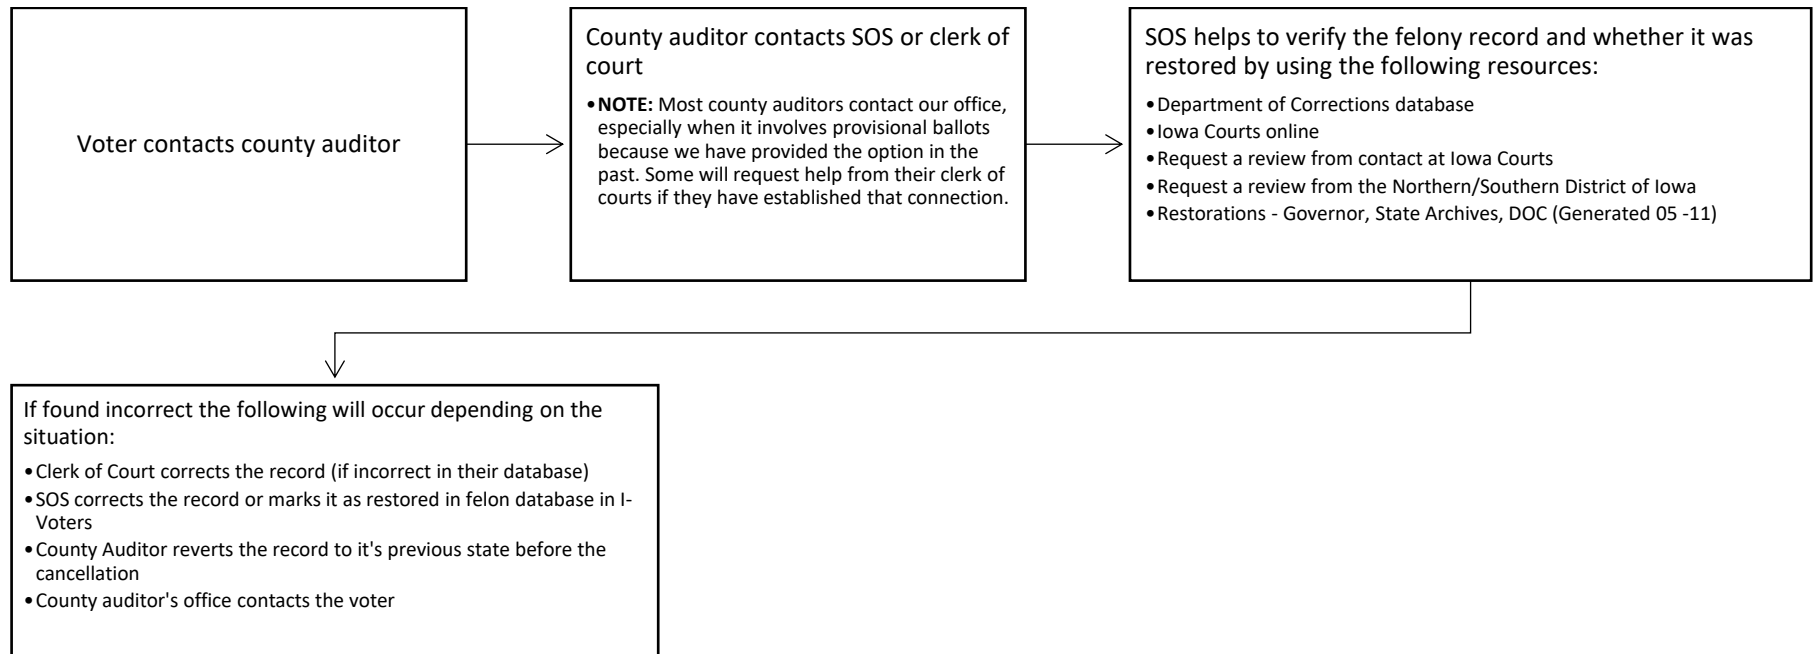 Voter contacts county auditor
County auditor contacts SOS or clerk of
court
•NOTE: Most county auditors contact our office,
especially when it involves provisional ballots
because we have provided the option in the
past. Some will request help from their clerk of
courts if they have established that connection.
SOS helps to verify the felony record and whether it was
restored by using the following resources:
•Department of Corrections database
•Iowa Courts online
•Request a review from contact at Iowa Courts
•Request a review from the Northern/Southern District of Iowa
•Restorations - Governor, State Archives, DOC (Generated 05 -11)
If found incorrect the following will occur depending on the
situation:
•Clerk of Court corrects the record (if incorrect in their database)
•SOS corrects the record or marks it as restored in felon database in I-
Voters
•County Auditor reverts the record to it's previous state before the
cancellation
•County auditor's office contacts the voter